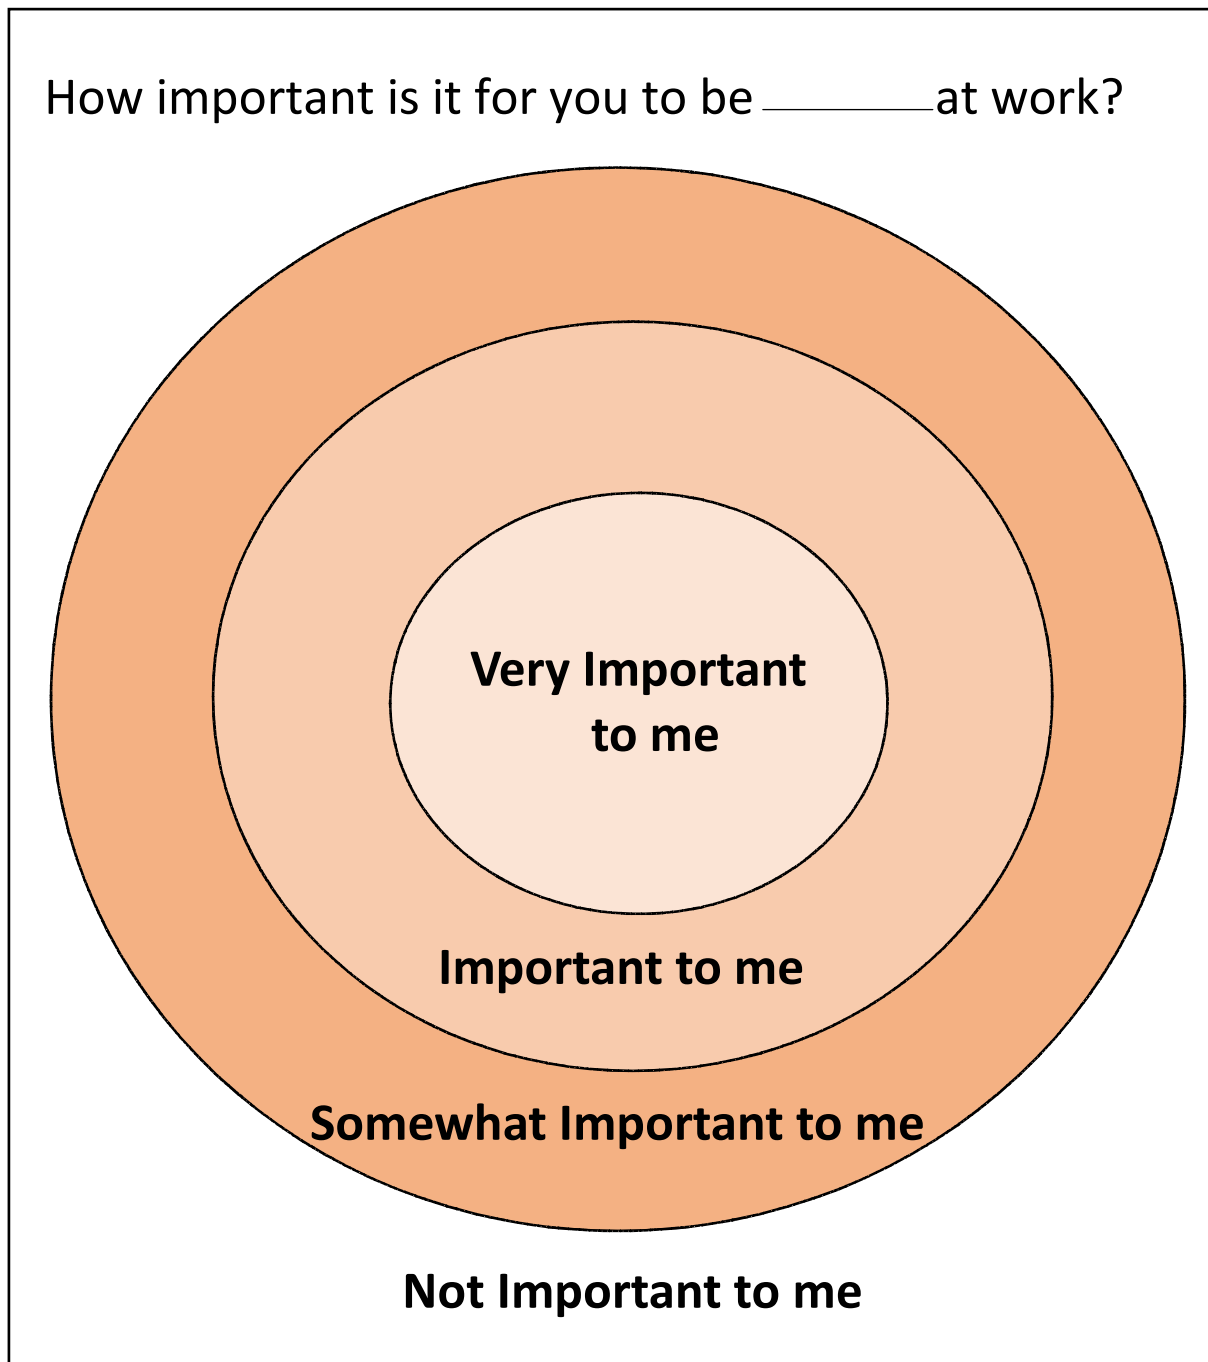 How important is it for you to be ________ at work?
Very Important
to me
Important to me
Somewhat Important to me
Not Important to me